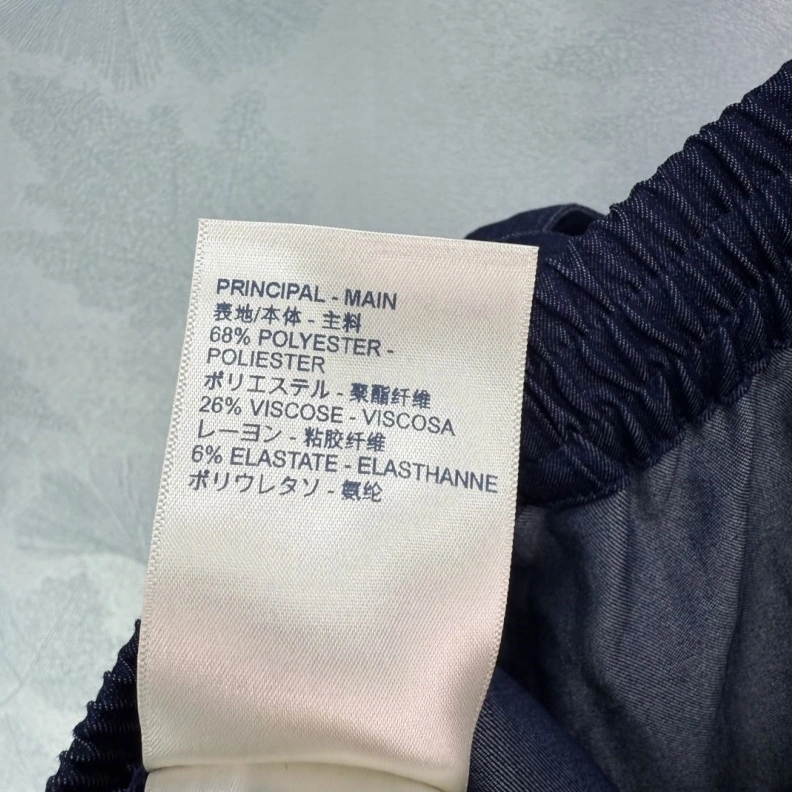 PRINCIPAL - MAIN
表地/本体 - 主料
68% POLYESTER -
POLIESTER
ポリエステル - 聚酯纤维
26% VISCOSE - VISCOSA
レーヨン - 粘胶纤维
6% ELASTATE - ELASTHANNE
ポリウレタソ - 氨纶